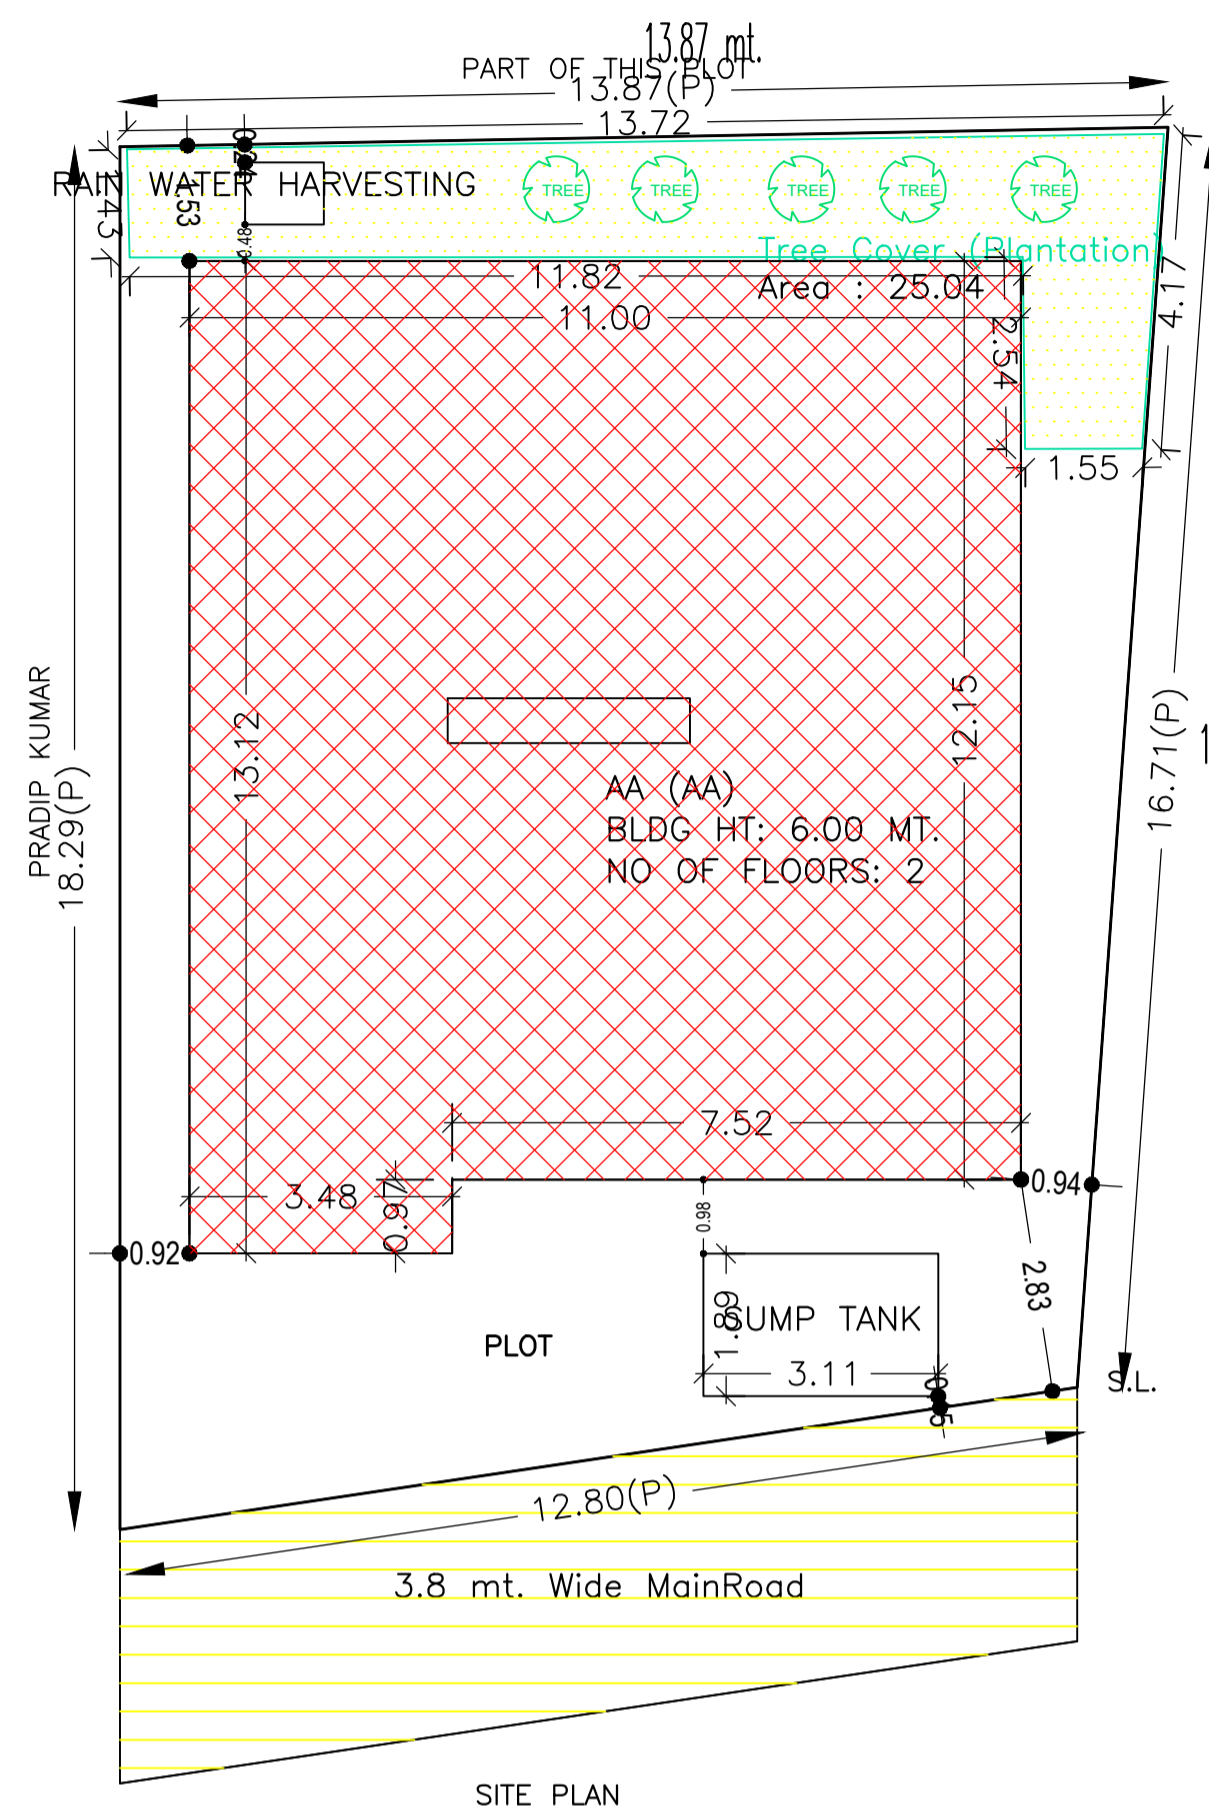 13.87 mt.
PART OF THIS PLOT
13.87(P)
13.72
RAIN WATER HARVESTING
1.43
1.53
0.48
TREE TREE TREE TREE TREE
Tree Cover (Plantation)
Area : 25.04
11.82
11.00
4.17
2.54
1.55
PRADIP KUMAR
18.29(P)
13.12
12.15
16.71(P)
1
AA (AA)
BLDG HT: 6.00 MT.
NO OF FLOORS: 2
7.52
3.48
0.97
0.98
0.94
0.92
2.83
PLOT
1.89
SUMP TANK
3.11
S.L.
12.80(P)
3.8 mt. Wide MainRoad
SITE PLAN